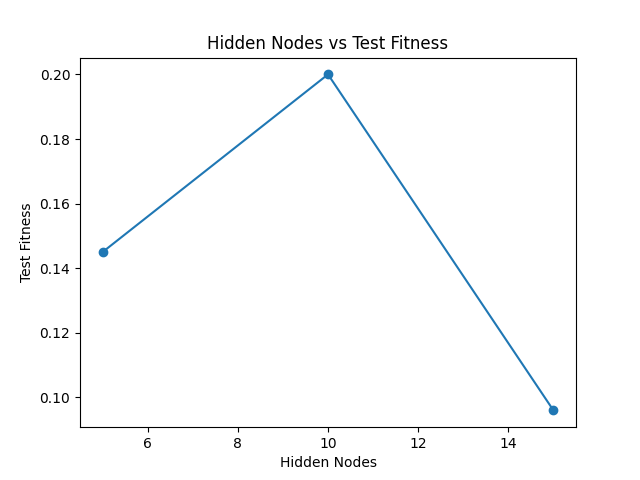 Hidden Nodes vs Test Fitness
0.20
0.18
0.16
0.14
0.12
0.10
Test Fitness
6 8 10 12 14
Hidden Nodes